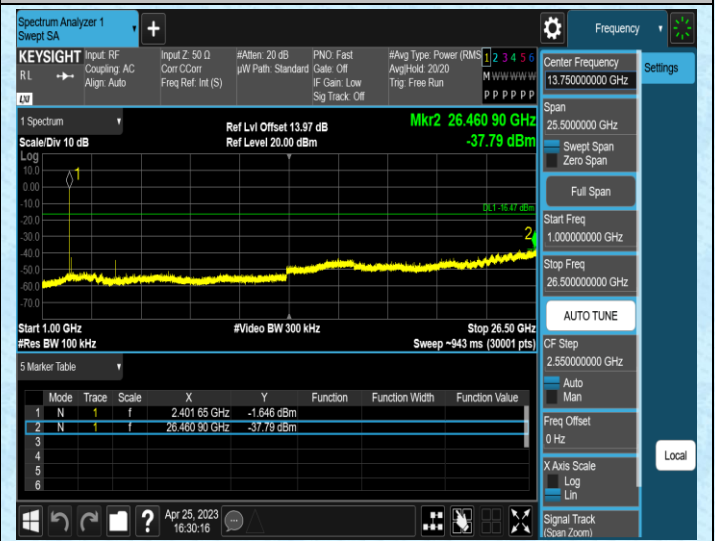 Spectrum Analyzer 1
Swept SA
Frequency
KEYSIGHT
RL
LXI
Input: RF
Coupling: AC
Align: Auto
Input Z: 50 Ω
Corr CCorr
Freq Ref: Int (S)
#Atten: 20 dB
µW Path: Standard
PNO: Fast
Gate: Off
IF Gain: Low
Sig Track: Off
#Avg Type: Power (RMS
Avg|Hold: 20/20
Trig: Free Run
1 2 3 4 5 6
M W W W W W
P P P P P P
1 Spectrum
Scale/Div 10 dB
Ref Lvl Offset 13.97 dB
Ref Level 20.00 dBm
Mkr2 26.460 90 GHz
-37.79 dBm
Log
10.0
0.00
-10.0
-20.0
-30.0
-40.0
-50.0
-60.0
-70.0
1
DL1 -16.47 dBm
2
Start 1.00 GHz
#Res BW 100 kHz
#Video BW 300 kHz
Stop 26.50 GHz
Sweep ~943 ms (30001 pts)
5 Marker Table
Mode Trace Scale X Y Function Function Width Function Value
1 N 1 f 2.401 65 GHz -1.646 dBm
2 N 1 f 26.460 90 GHz -37.79 dBm
3
4
5
6
Apr 25, 2023
16:30:16
?
Center Frequency
13.750000000 GHz
Span
25.5000000 GHz
Swept Span
Zero Span
Full Span
Start Freq
1.000000000 GHz
Stop Freq
26.500000000 GHz
AUTO TUNE
CF Step
2.550000000 GHz
Auto
Man
Freq Offset
0 Hz
X Axis Scale
Log
Lin
Signal Track
(Span Zoom)
Settings
Local